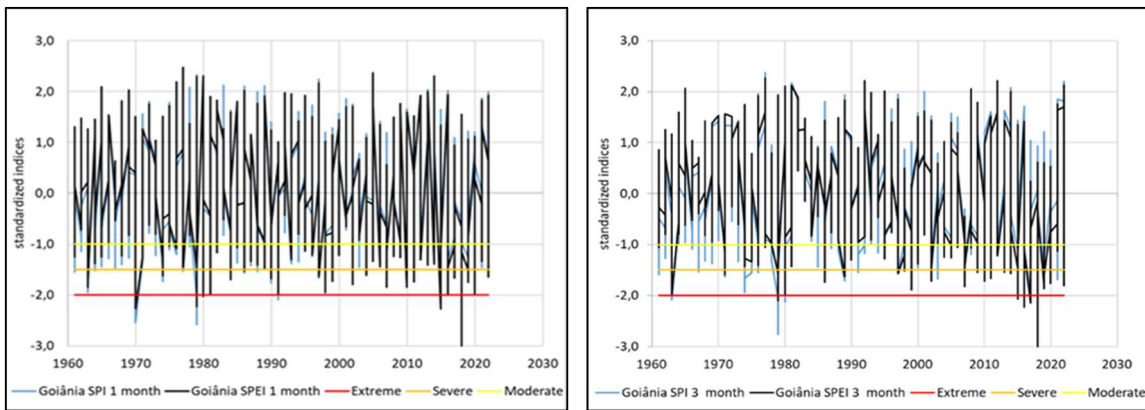 3,0
2,0
1,0
0,0
-1,0
-2,0
-3,0
standardized indices
1960 1970 1980 1990 2000 2010 2020 2030
Goiânia SPI 1 month Goiânia SPEI 1 month Extreme Severe Moderate
3,0
2,0
1,0
0,0
-1,0
-2,0
-3,0
standardized indices
1960 1970 1980 1990 2000 2010 2020 2030
Goiânia SPI 3 month Goiânia SPEI 3 month Extreme Severe Moderate